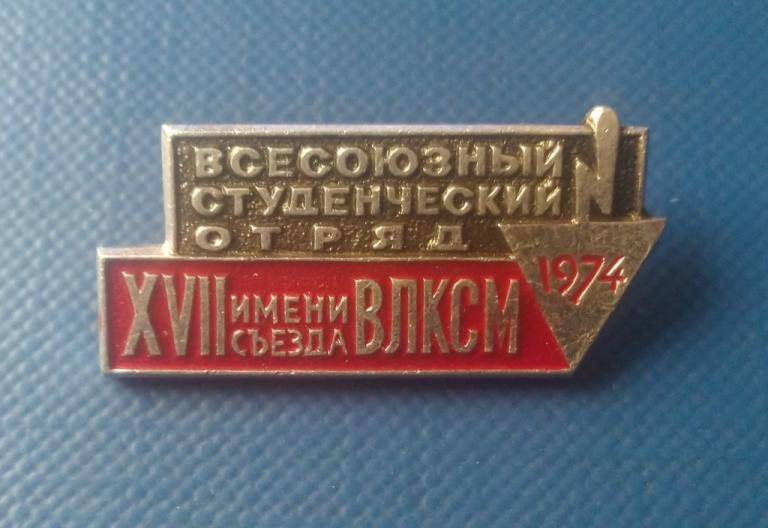 ВСЕСОЮЗНЫЙ
СТУДЕНЧЕСКИЙ
ОТРЯД
1974
XVII ИМЕНИ СЪЕЗДА ВЛКСМ